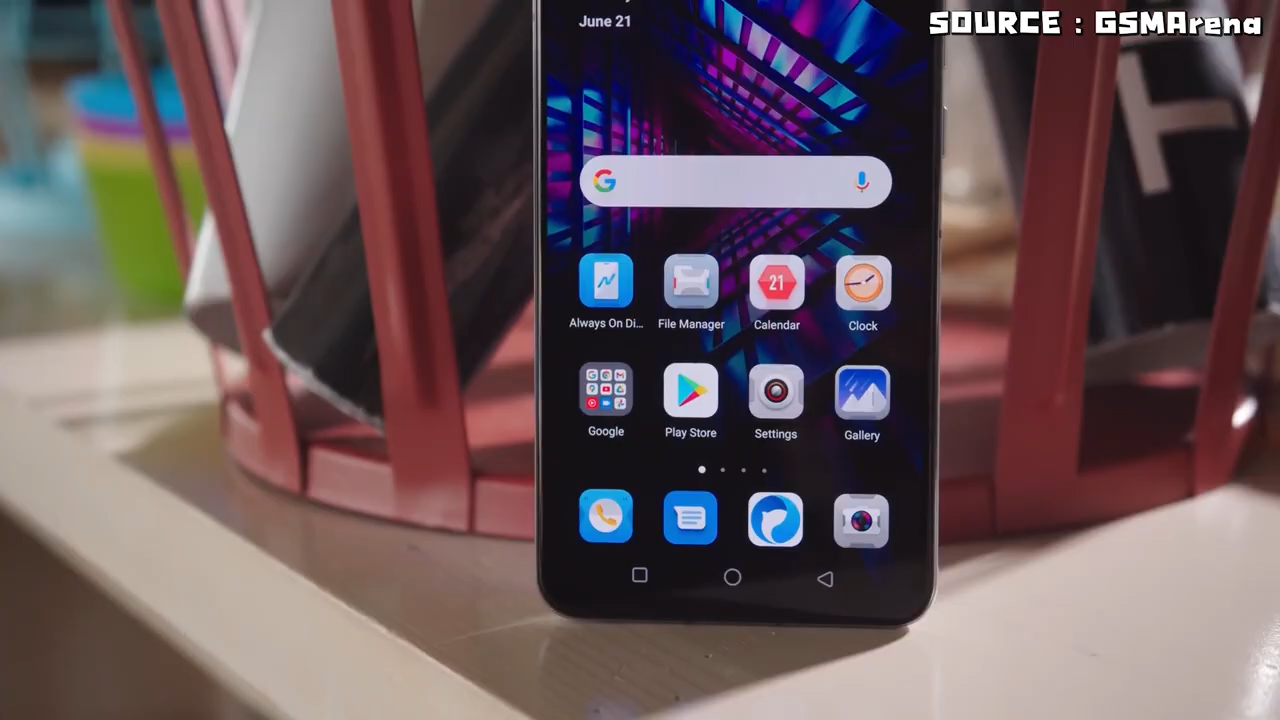 June 21
SOURCE : GSMArena
21
Always On Di...
File Manager
Calendar
Clock
Google
Play Store
Settings
Gallery